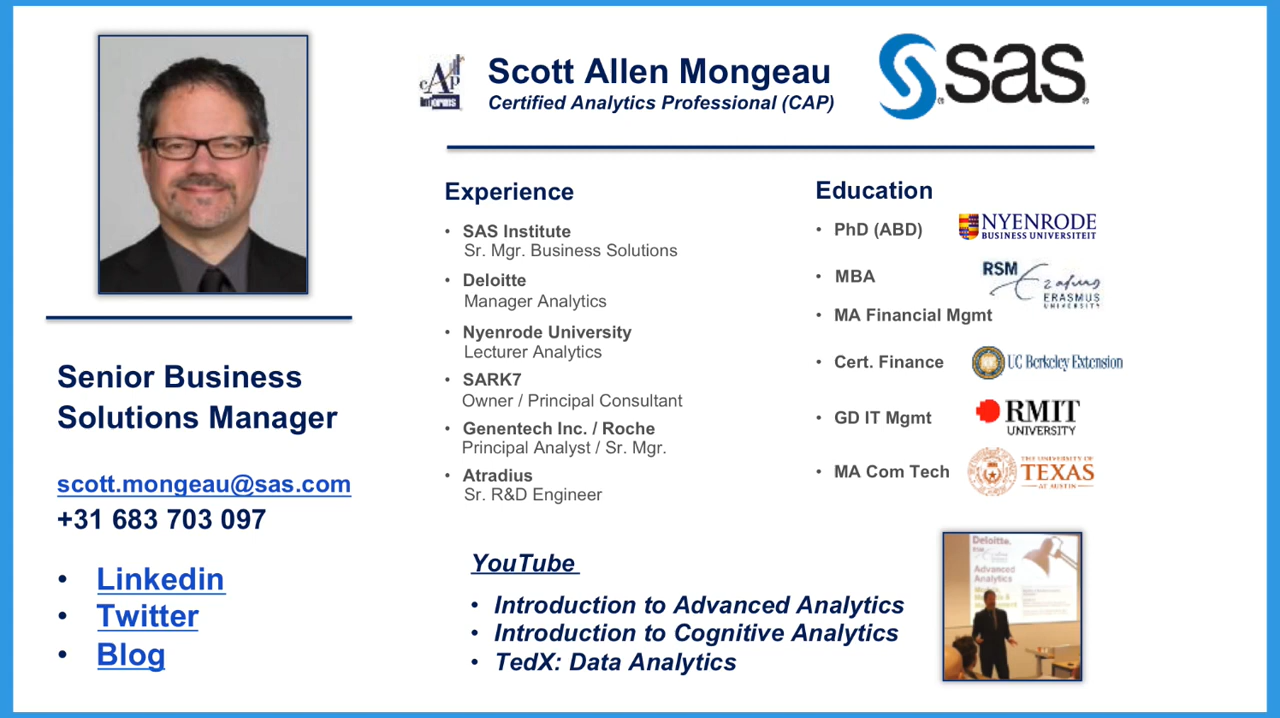 cAP
informs
Scott Allen Mongeau
Certified Analytics Professional (CAP)
sas
Senior Business
Solutions Manager
scott.mongeau@sas.com
+31 683 703 097
• Linkedin
• Twitter
• Blog
Experience
• SAS Institute
Sr. Mgr. Business Solutions
• Deloitte
Manager Analytics
• Nyenrode University
Lecturer Analytics
• SARK7
Owner / Principal Consultant
• Genentech Inc. / Roche
Principal Analyst / Sr. Mgr.
• Atradius
Sr. R&D Engineer
Education
• PhD (ABD)
NYENRODE
BUSINESS UNIVERSITEIT
• MBA
RSM
Erasmus
ERASMUS
UNIVERSITY
• MA Financial Mgmt
• Cert. Finance
UC Berkeley Extension
• GD IT Mgmt
RMIT
UNIVERSITY
• MA Com Tech
THE UNIVERSITY OF
TEXAS
AT AUSTIN
YouTube
• Introduction to Advanced Analytics
• Introduction to Cognitive Analytics
• TedX: Data Analytics
Deloitte.
Advanced
Analytics